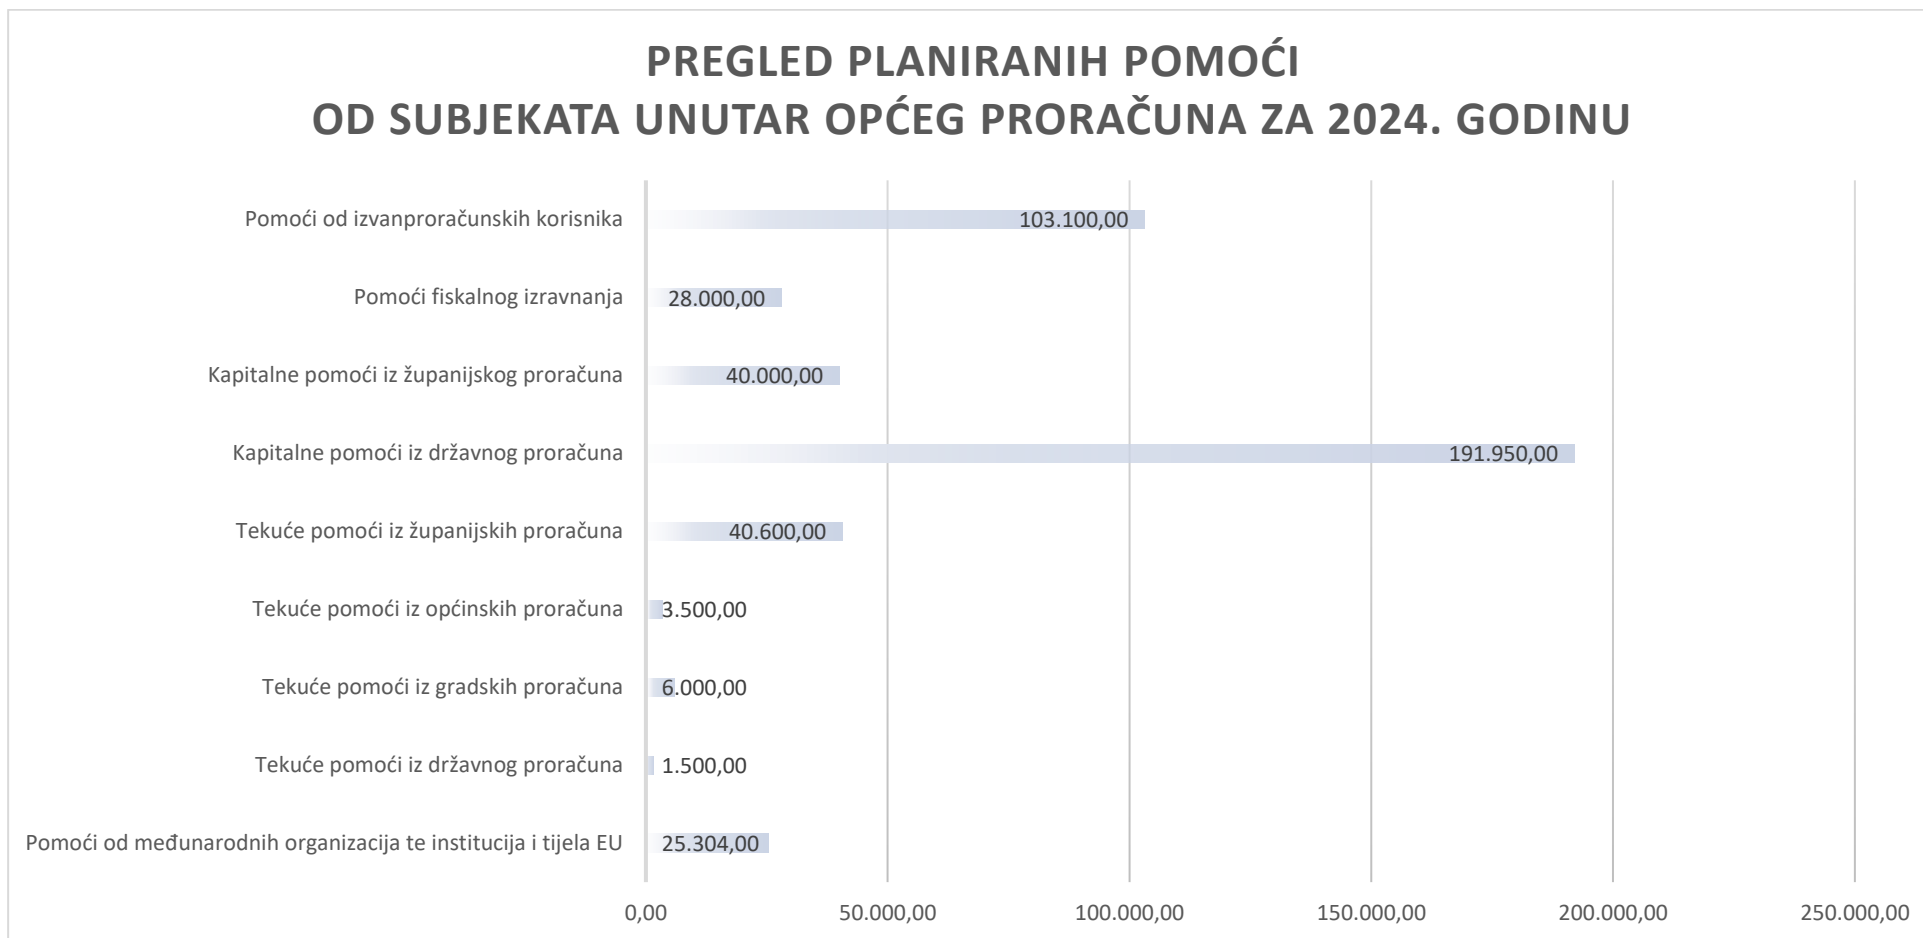 PREGLED PLANIRANIH POMOĆI
OD SUBJEKATA UNUTAR OPĆEG PRORAČUNA ZA 2024. GODINU
Pomoći od izvanproračunskih korisnika 103.100,00
Pomoći fiskalnog izravnanja 28.000,00
Kapitalne pomoći iz županijskog proračuna 40.000,00
Kapitalne pomoći iz državnog proračuna 191.950,00
Tekuće pomoći iz županijskih proračuna 40.600,00
Tekuće pomoći iz općinskih proračuna 3.500,00
Tekuće pomoći iz gradskih proračuna 6.000,00
Tekuće pomoći iz državnog proračuna 1.500,00
Pomoći od međunarodnih organizacija te institucija i tijela EU 25.304,00
0,00 50.000,00 100.000,00 150.000,00 200.000,00 250.000,00